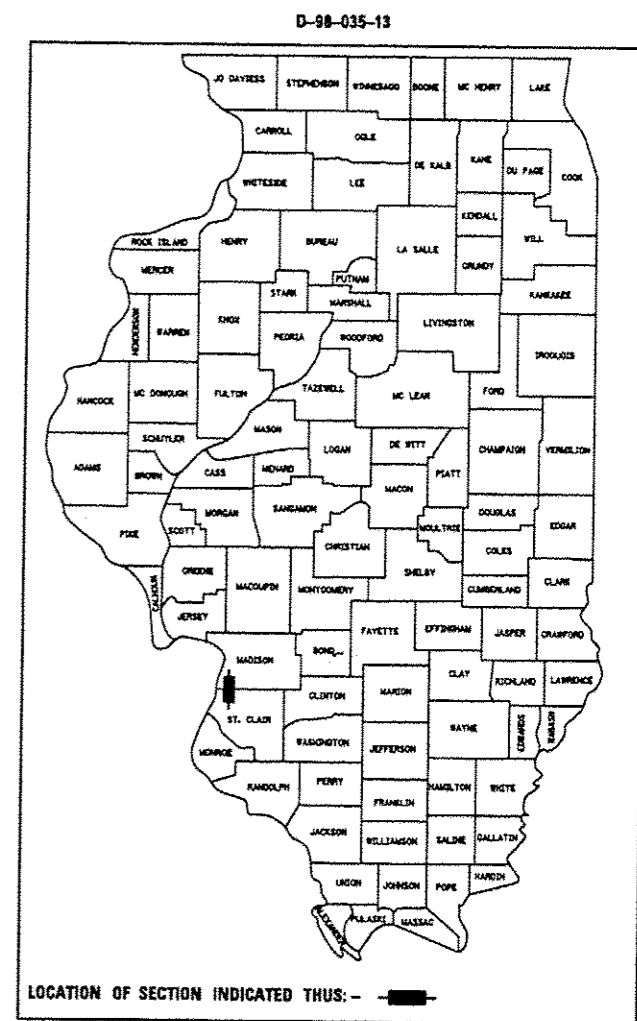 D-98-035-13
JO DAVIESS STEPHENSON WINNEBAGO BOONE MC HENRY LAKE
CARROLL OGLE
DE KALB KANE DU PAGE COOK
WHITESIDE LEE
KENDALL
ROCK ISLAND HENRY BUREAU LA SALLE GRUNDY WILL
MERCER
PUTNAM
STARK MARSHALL KANKAKEE
HENDERSON WARREN KNOX PEORIA WOODFORD LIVINGSTON IROQUOIS
HANCOCK MC DONOUGH FULTON TAZEWELL MC LEAN FORD
SCHUYLER MASON LOGAN DE WITT CHAMPAIGN VERMILION
ADAMS BROWN CASS MENARD MACON PIATT
PIKE SCOTT MORGAN SANGAMON MOULTRIE DOUGLAS EDGAR
CHRISTIAN COLES
CALHOUN GREENE MACOUPIN MONTGOMERY SHELBY CUMBERLAND CLARK
JERSEY
MADISON BOND FAYETTE EFFINGHAM JASPER CRAWFORD
CLINTON MARION CLAY RICHLAND LAWRENCE
ST. CLAIR
WAYNE EDWARDS WABASH
MONROE WASHINGTON JEFFERSON
RANDOLPH PERRY HAMILTON WHITE
FRANKLIN
JACKSON WILLIAMSON SALINE GALLATIN
UNION JOHNSON POPE HARDIN
ALEXANDER PULASKI MASSAC
LOCATION OF SECTION INDICATED THUS: -